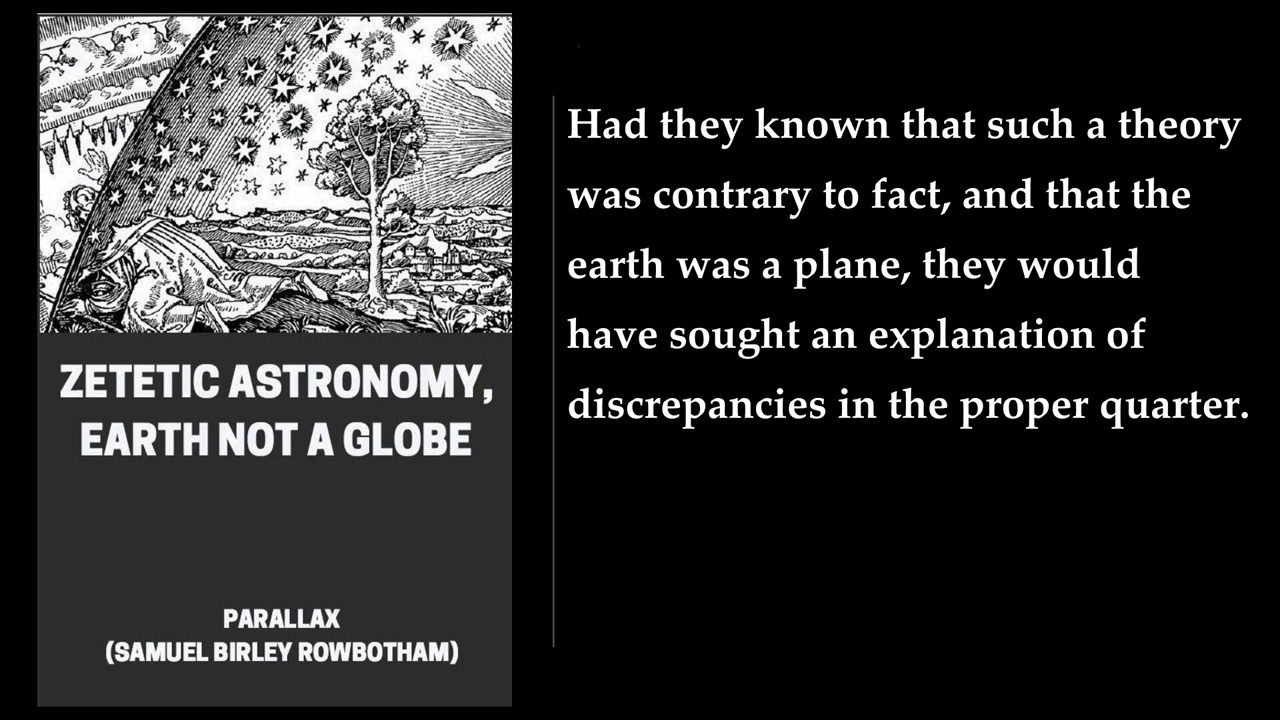 ZETETIC ASTRONOMY,
EARTH NOT A GLOBE
PARALLAX
(SAMUEL BIRLEY ROWBOTHAM)
Had they known that such a theory
was contrary to fact, and that the
earth was a plane, they would
have sought an explanation of
discrepancies in the proper quarter.